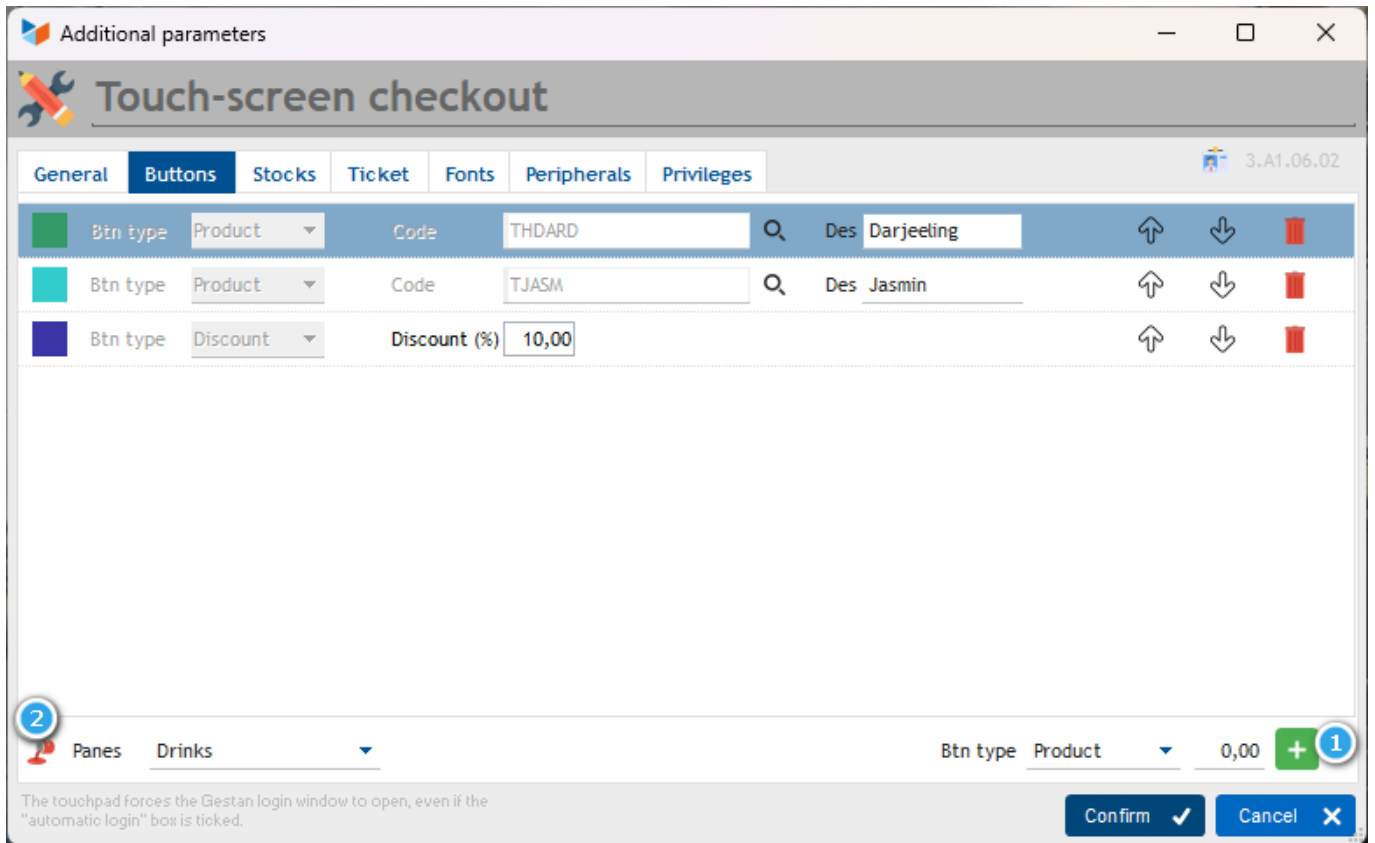 Additional parameters
Touch-screen checkout
General Buttons Stocks Ticket Fonts Peripherals Privileges 3.A1.06.02
Btn type Product Code THDARD Des Darjeeling
Btn type Product Code TJASM Des Jasmin
Btn type Discount Discount (%) 10,00
2
Panes Drinks Btn type Product 0,00 + 1
The touchpad forces the Gestan login window to open, even if the
"automatic login" box is ticked.
Confirm Cancel